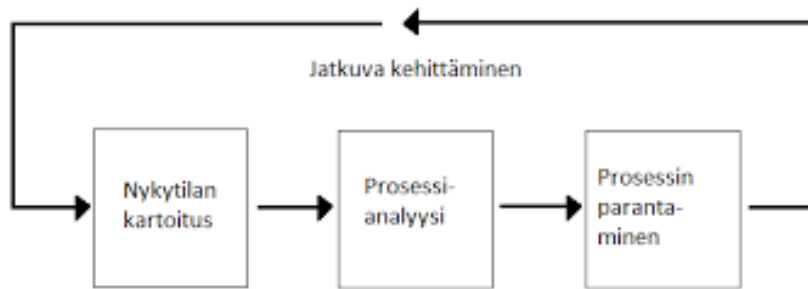 Jatkuva kehittäminen
Nykytilan
kartoitus
Prosessi-
analyysi
Prosessin
paranta-
minen